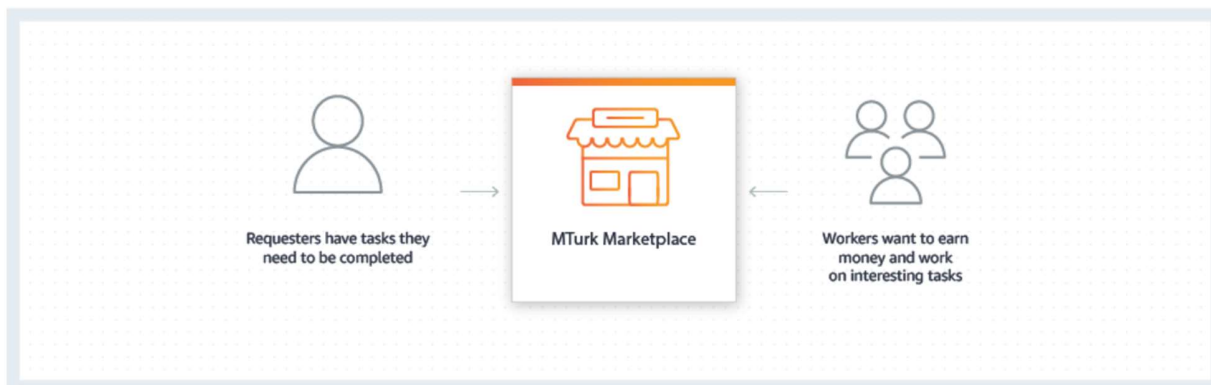 Requesters have tasks they
need to be completed
MTurk Marketplace
Workers want to earn
money and work
on interesting tasks